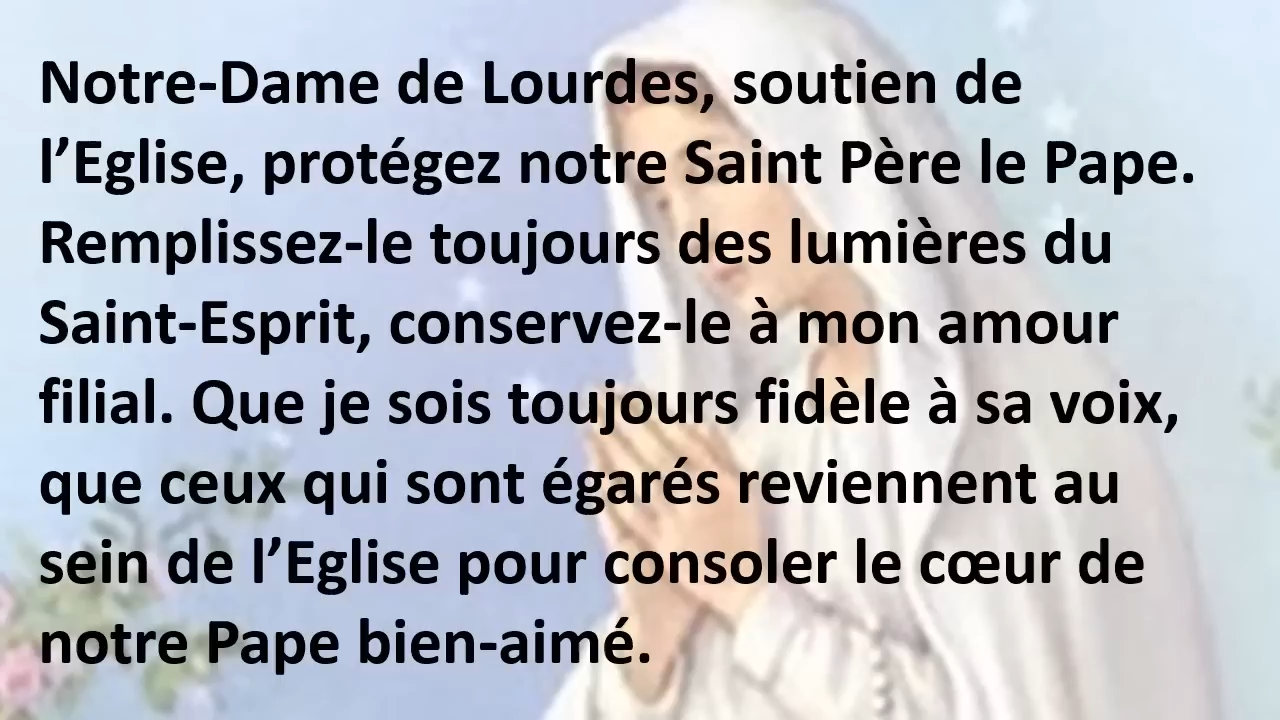 Notre-Dame de Lourdes, soutien de
l’Eglise, protégez notre Saint Père le Pape.
Remplissez-le toujours des lumières du
Saint-Esprit, conservez-le à mon amour
filial. Que je sois toujours fidèle à sa voix,
que ceux qui sont égarés reviennent au
sein de l’Eglise pour consoler le cœur de
notre Pape bien-aimé.